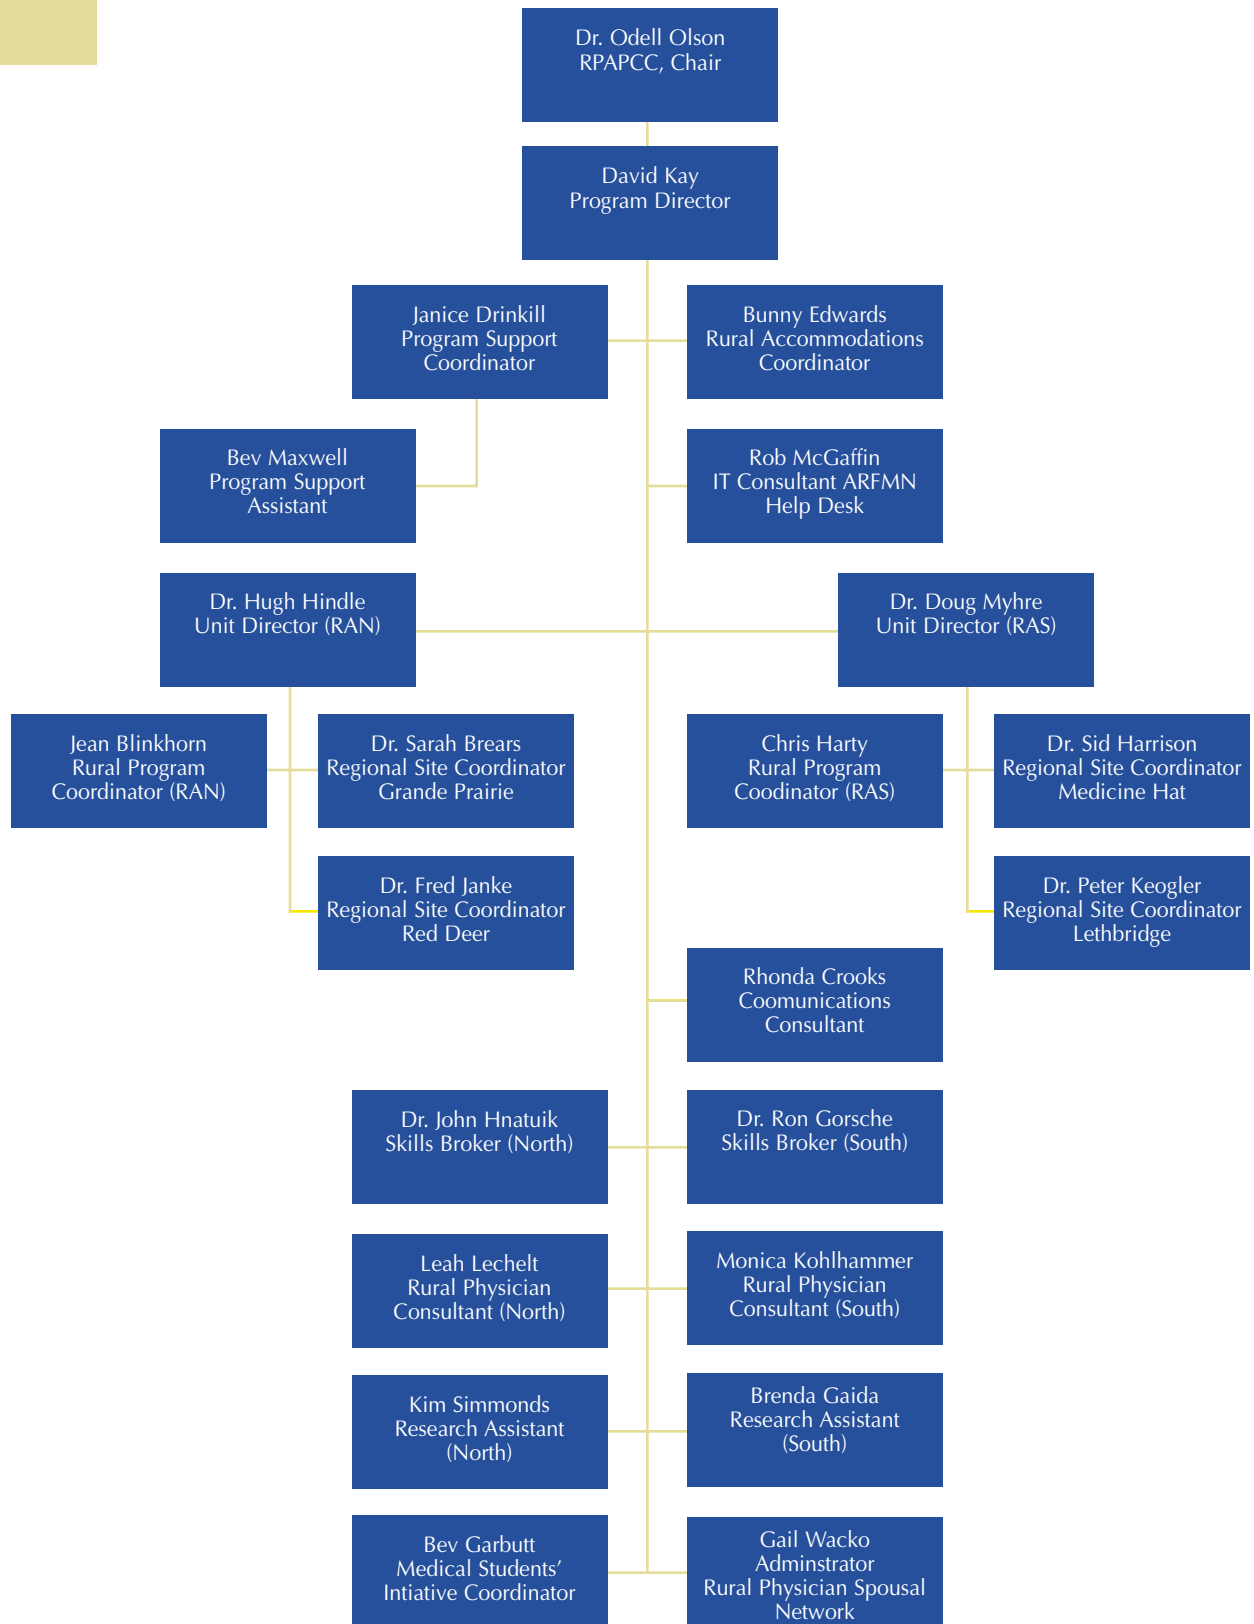 Dr. Odell Olson
RPAPCC, Chair
David Kay
Program Director
Janice Drinkill
Program Support
Coordinator
Bunny Edwards
Rural Accommodations
Coordinator
Bev Maxwell
Program Support
Assistant
Rob McGaffin
IT Consultant ARFMN
Help Desk
Dr. Hugh Hindle
Unit Director (RAN)
Dr. Doug Myhre
Unit Director (RAS)
Jean Blinkhorn
Rural Program
Coordinator (RAN)
Dr. Sarah Brears
Regional Site Coordinator
Grande Prairie
Chris Harty
Rural Program
Coodinator (RAS)
Dr. Sid Harrison
Regional Site Coordinator
Medicine Hat
Dr. Fred Janke
Regional Site Coordinator
Red Deer
Dr. Peter Keogler
Regional Site Coordinator
Lethbridge
Rhonda Crooks
Coomunications
Consultant
Dr. John Hnatuik
Skills Broker (North)
Dr. Ron Gorsche
Skills Broker (South)
Leah Lechelt
Rural Physician
Consultant (North)
Monica Kohlhammer
Rural Physician
Consultant (South)
Kim Simmonds
Research Assistant
(North)
Brenda Gaida
Research Assistant
(South)
Bev Garbutt
Medical Students’
Intiative Coordinator
Gail Wacko
Adminstrator
Rural Physician Spousal
Network